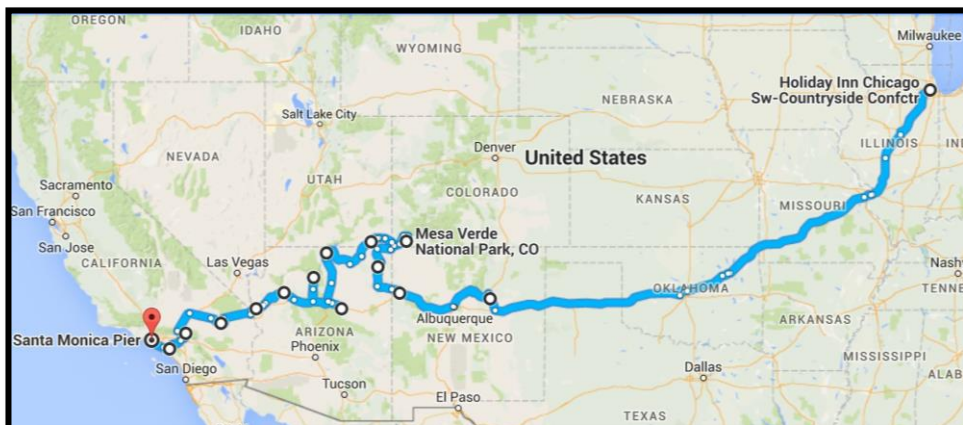 OREGON
IDAHO
WYOMING
Milwaukee
Holiday Inn Chicago
Sw-Countryside Confctr
NEBRASKA
Salt Lake City
ILLINOIS
IN
NEVADA
Denver
United States
UTAH
Sacramento
COLORADO
KANSAS
MISSOURI
San Francisco
San Jose
Mesa Verde
National Park, CO
CALIFORNIA
Las Vegas
Nashv
OKLAHOMA
TENNE
Albuquerque
ARKANSAS
Santa Monica Pier
ARIZONA
NEW MEXICO
Phoenix
MISSISSIPPI
San Diego
Dallas
ALAB
Tucson
El Paso
TEXAS